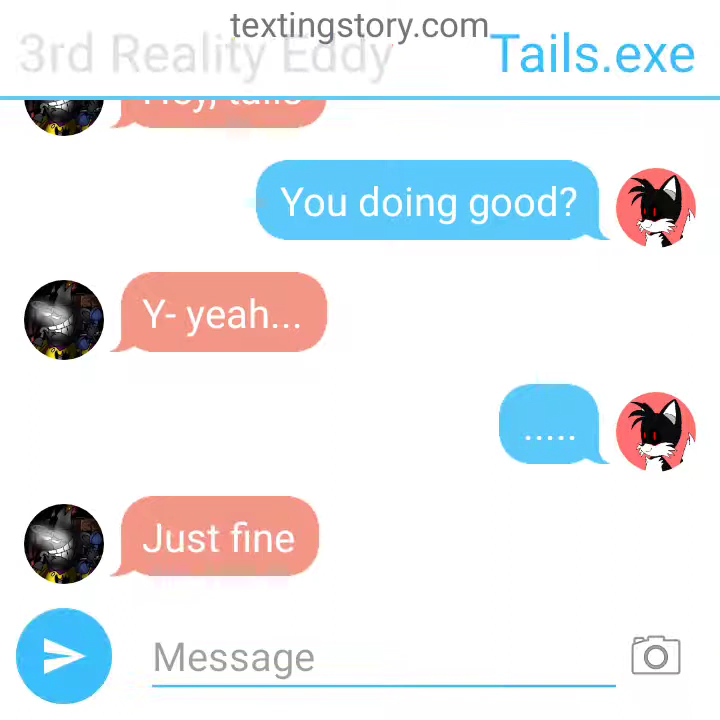 textingstory.com
3rd Reality Eddy
Tails.exe
You doing good?
Y- yeah...
.....
Just fine
Message